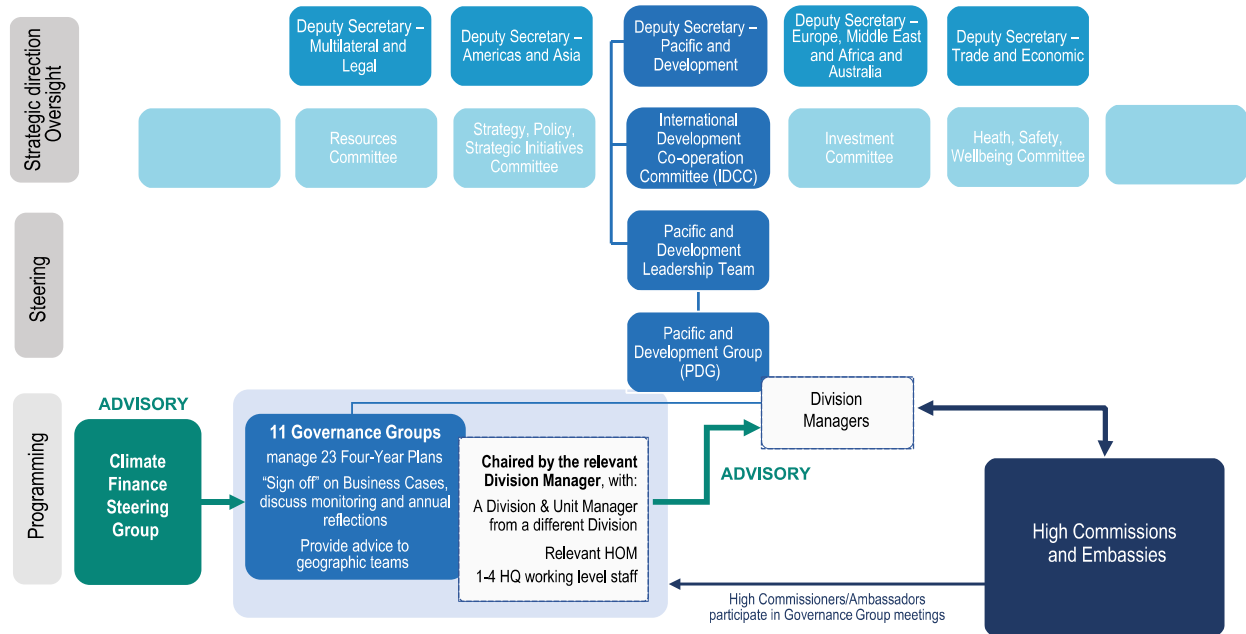 Strategic direction
Oversight
Deputy Secretary –
Multilateral and
Legal
Deputy Secretary –
Americas and Asia
Deputy Secretary –
Pacific and
Development
Deputy Secretary –
Europe, Middle East
and Africa and
Australia
Deputy Secretary –
Trade and Economic
Resources
Committee
Strategy, Policy,
Strategic Initiatives
Committee
International
Development
Co-operation
Committee (IDCC)
Investment
Committee
Heath, Safety,
Wellbeing Committee
Steering
Pacific and
Development
Leadership Team
Pacific and
Development Group
(PDG)
Programming
ADVISORY
Climate
Finance
Steering
Group
11 Governance Groups
manage 23 Four-Year Plans
“Sign off” on Business Cases,
discuss monitoring and annual
reflections
Provide advice to
geographic teams
Chaired by the relevant
Division Manager, with:
A Division & Unit Manager
from a different Division
Relevant HOM
1-4 HQ working level staff
ADVISORY
Division
Managers
High Commissions
and Embassies
High Commissioners/Ambassadors
participate in Governance Group meetings